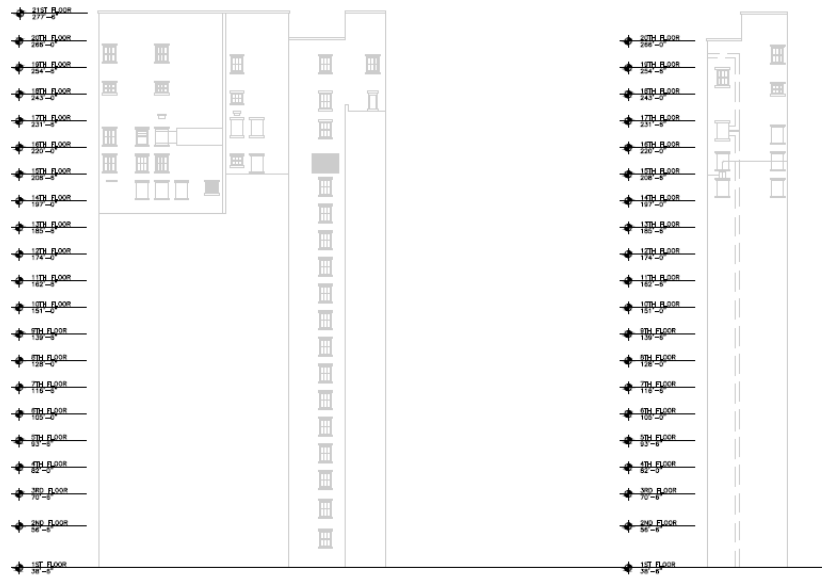 21ST FLOOR
277'-6"
20TH FLOOR
266'-0"
19TH FLOOR
254'-6"
18TH FLOOR
243'-0"
17TH FLOOR
231'-6"
16TH FLOOR
220'-0"
15TH FLOOR
208'-6"
14TH FLOOR
197'-0"
13TH FLOOR
185'-6"
12TH FLOOR
174'-0"
11TH FLOOR
162'-6"
10TH FLOOR
151'-0"
9TH FLOOR
139'-6"
8TH FLOOR
128'-0"
7TH FLOOR
116'-6"
6TH FLOOR
105'-0"
5TH FLOOR
93'-6"
4TH FLOOR
82'-0"
3RD FLOOR
70'-6"
2ND FLOOR
56'-6"
1ST FLOOR
38'-6"
20TH FLOOR
266'-0"
19TH FLOOR
254'-6"
18TH FLOOR
243'-0"
17TH FLOOR
231'-6"
16TH FLOOR
220'-0"
15TH FLOOR
208'-6"
14TH FLOOR
197'-0"
13TH FLOOR
185'-6"
12TH FLOOR
174'-0"
11TH FLOOR
162'-6"
10TH FLOOR
151'-0"
9TH FLOOR
139'-6"
8TH FLOOR
128'-0"
7TH FLOOR
116'-6"
6TH FLOOR
105'-0"
5TH FLOOR
93'-6"
4TH FLOOR
82'-0"
3RD FLOOR
70'-6"
2ND FLOOR
56'-6"
1ST FLOOR
38'-6"